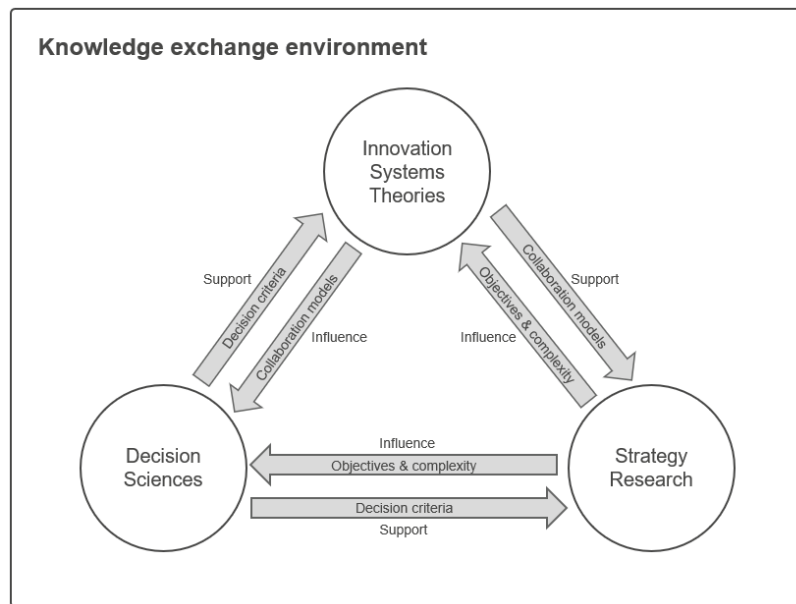 Knowledge exchange environment
Innovation
Systems
Theories
Support
Decision criteria
Collaboration models
Influence
Collaboration models
Support
Objectives & complexity
Influence
Decision
Sciences
Influence
Objectives & complexity
Decision criteria
Support
Strategy
Research